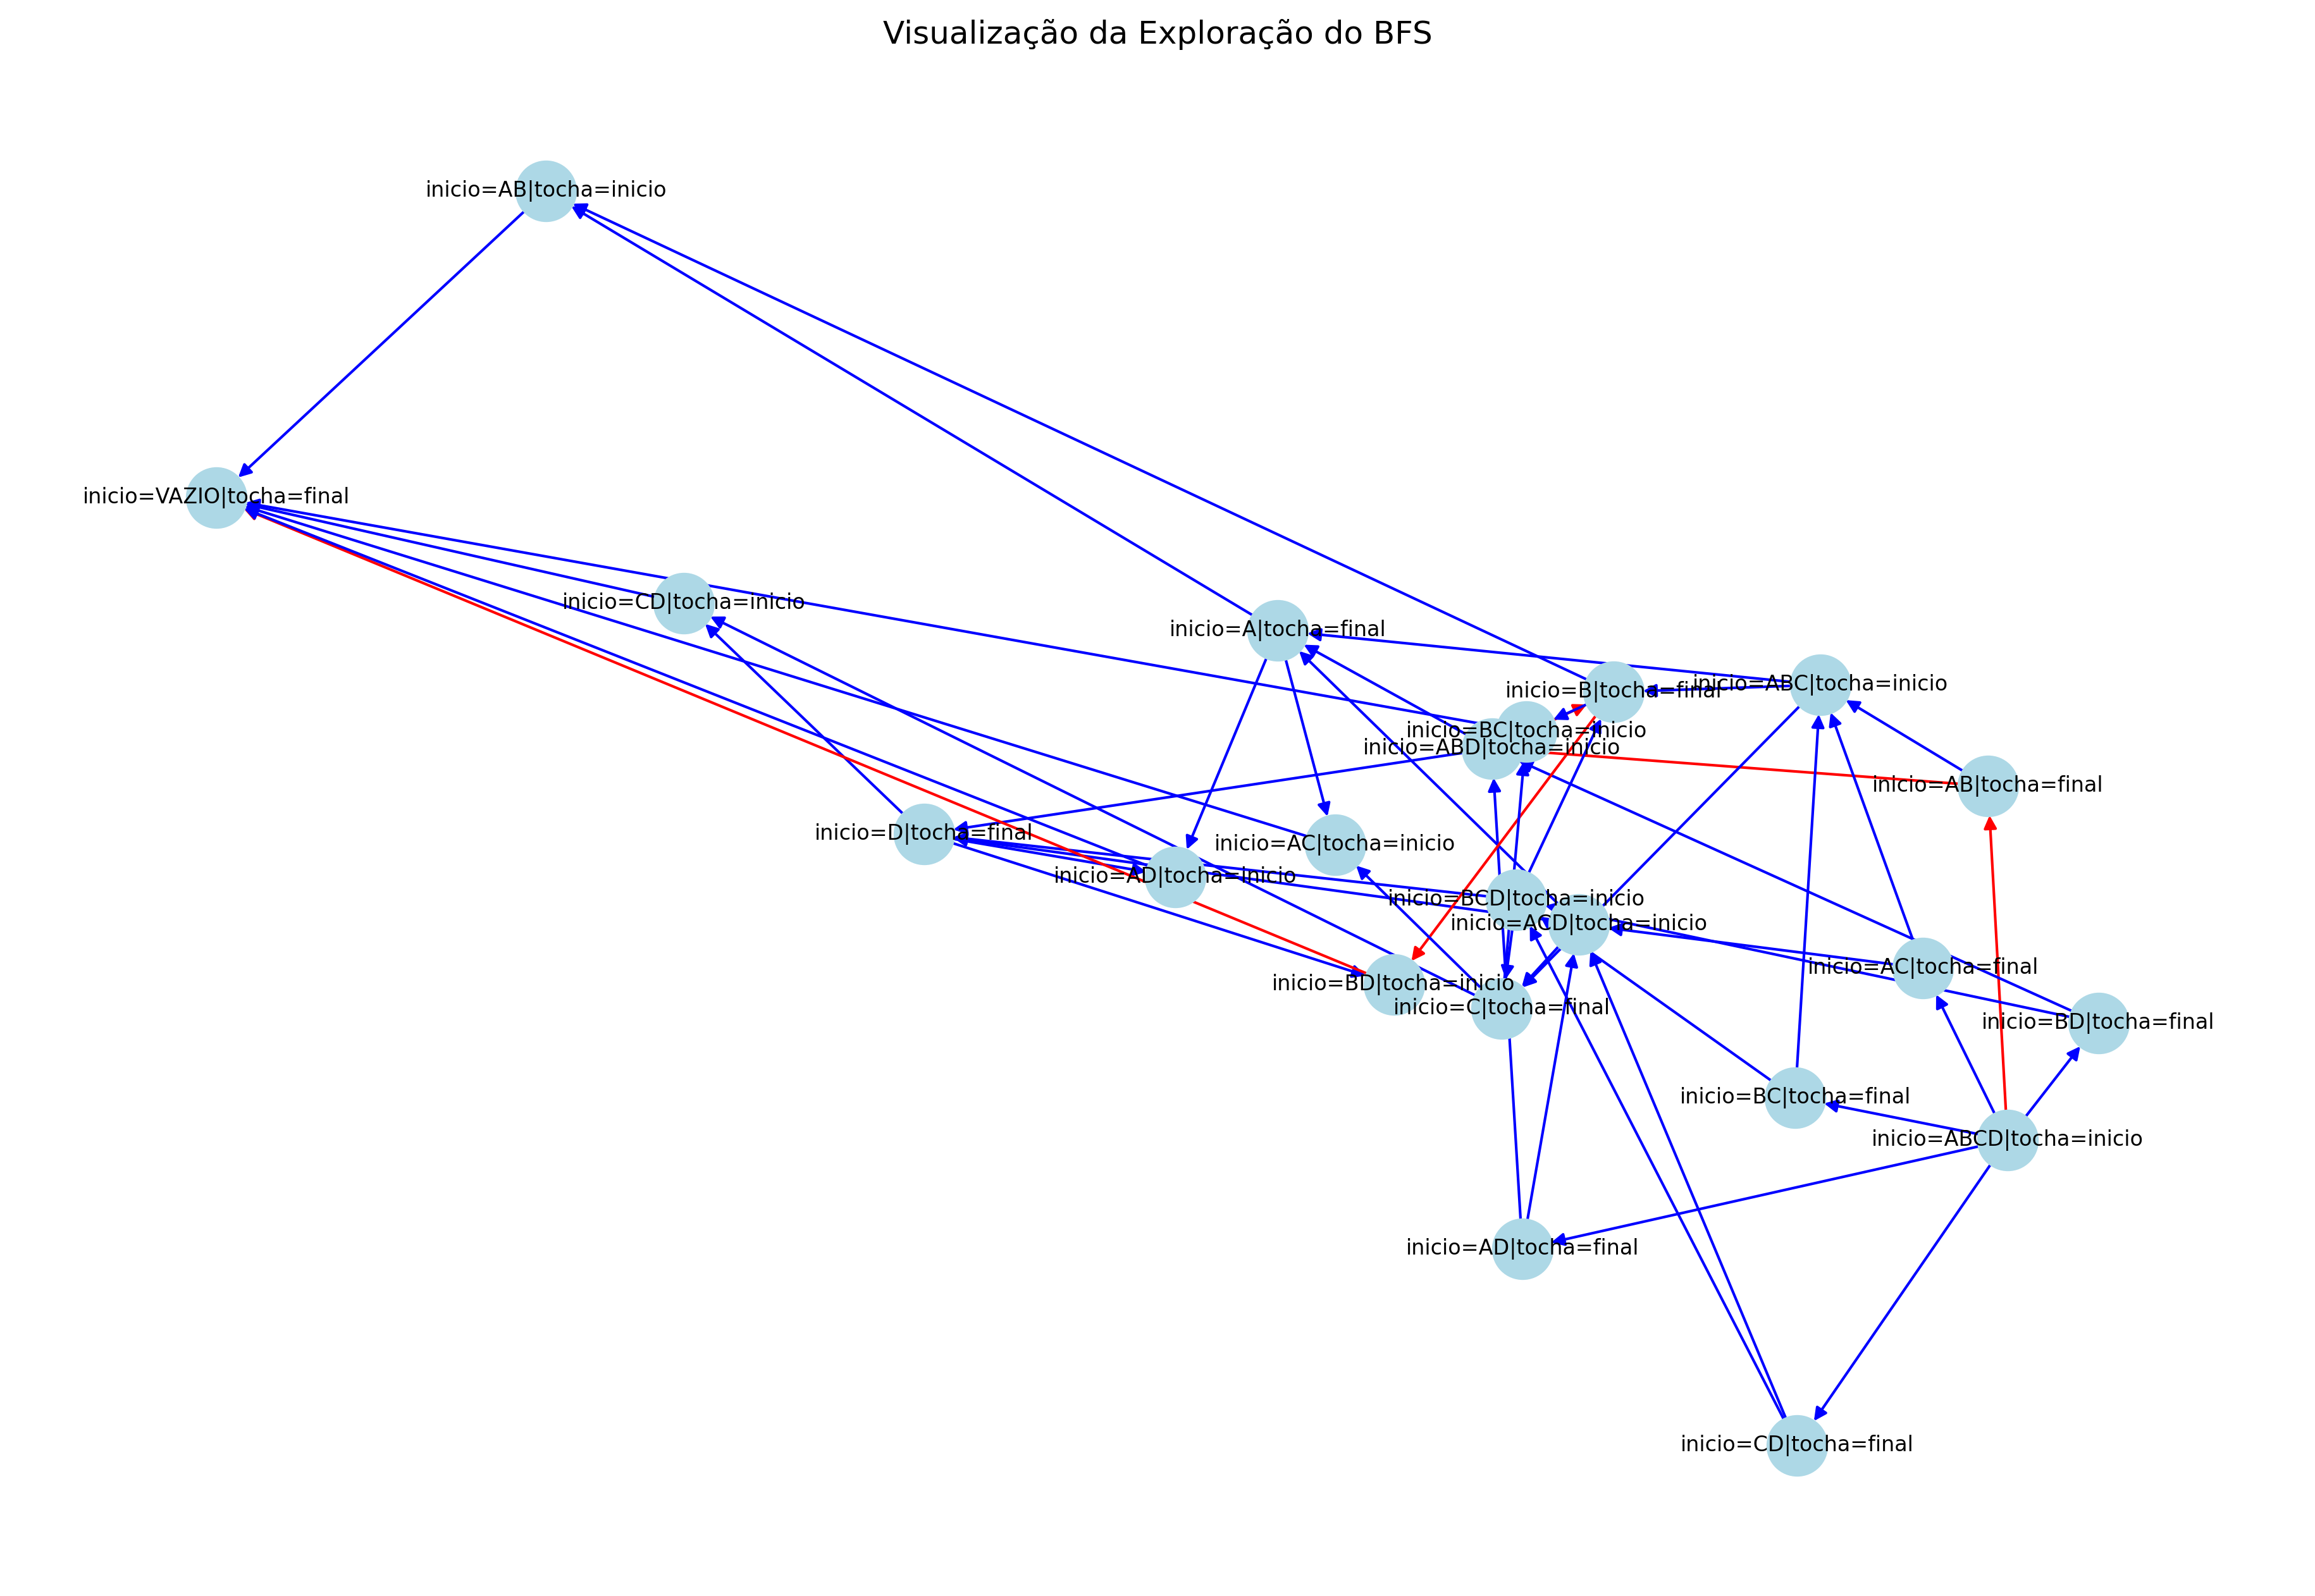 Visualização da Exploração do BFS
inicio=AB|tocha=inicio
inicio=VAZIO|tocha=final
inicio=CD|tocha=inicio
inicio=A|tocha=final
inicio=B|tocha=final
inicio=ABC|tocha=inicio
inicio=BC|tocha=inicio
inicio=ABD|tocha=inicio
inicio=AB|tocha=final
inicio=D|tocha=final
inicio=AC|tocha=inicio
inicio=AD|tocha=inicio
inicio=BCD|tocha=inicio
inicio=ACD|tocha=inicio
inicio=AC|tocha=final
inicio=BD|tocha=inicio
inicio=C|tocha=final
inicio=BD|tocha=final
inicio=BC|tocha=final
inicio=ABCD|tocha=inicio
inicio=AD|tocha=final
inicio=CD|tocha=final